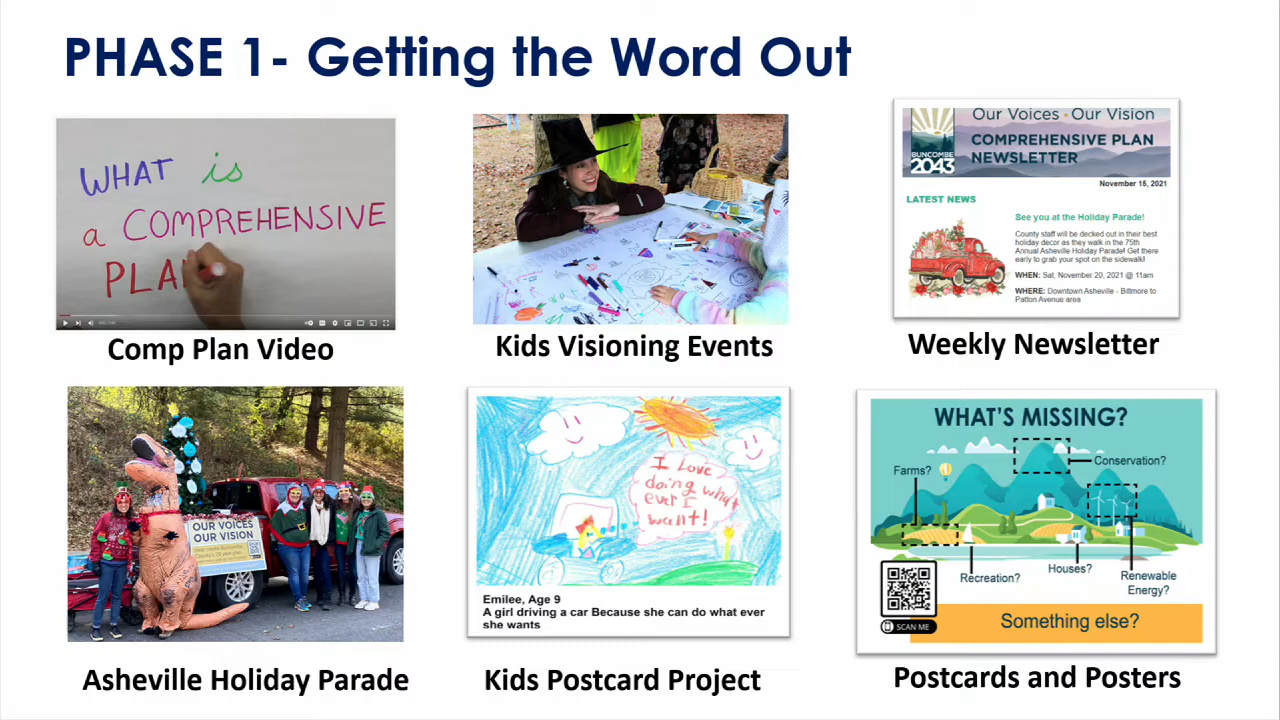 PHASE 1- Getting the Word Out
WHAT is
a COMPREHENSIVE
PLA
Comp Plan Video
Kids Visioning Events
Our Voices · Our Vision
COMPREHENSIVE PLAN
NEWSLETTER
BUNCOMBE
2043
November 15, 2021
LATEST NEWS
See you at the Holiday Parade!
County staff will be decked out in their best
holiday decor as they walk in the 75th
Annual Asheville Holiday Parade! Get there
early to grab your spot on the sidewalk!
WHEN: Sat, November 20, 2021 @ 11am
WHERE: Downtown Asheville - Biltmore to
Patton Avenue area
Weekly Newsletter
OUR VOICES
OUR VISION
Asheville Holiday Parade
I Love
doing what
ever I
want!
Emilee, Age 9
A girl driving a car Because she can do what ever
she wants
Kids Postcard Project
WHAT'S MISSING?
Farms?
Conservation?
Recreation?
Houses?
Renewable
Energy?
SCAN ME
Something else?
Postcards and Posters